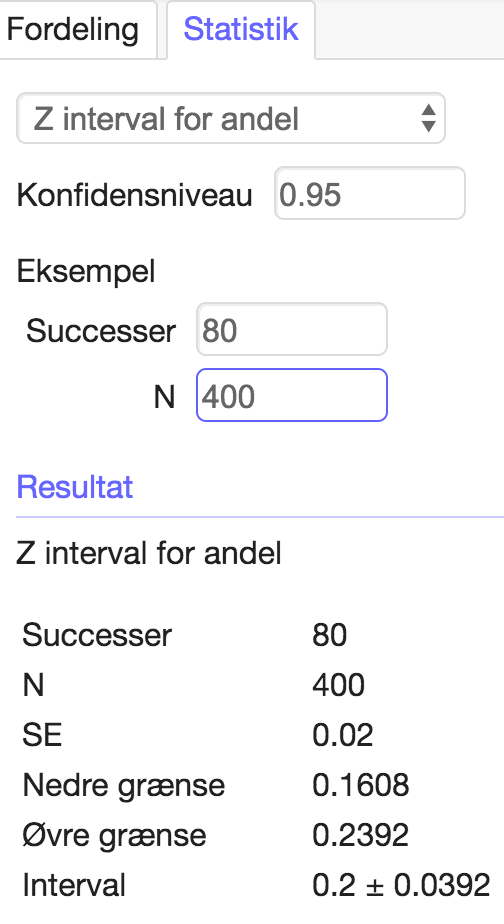 Fordeling Statistik
Z interval for andel
Konfidensniveau 0.95
Eksempel
Successer 80
N 400
Resultat
Z interval for andel
Successer 80
N 400
SE 0.02
Nedre grænse 0.1608
Øvre grænse 0.2392
Interval 0.2 ± 0.0392